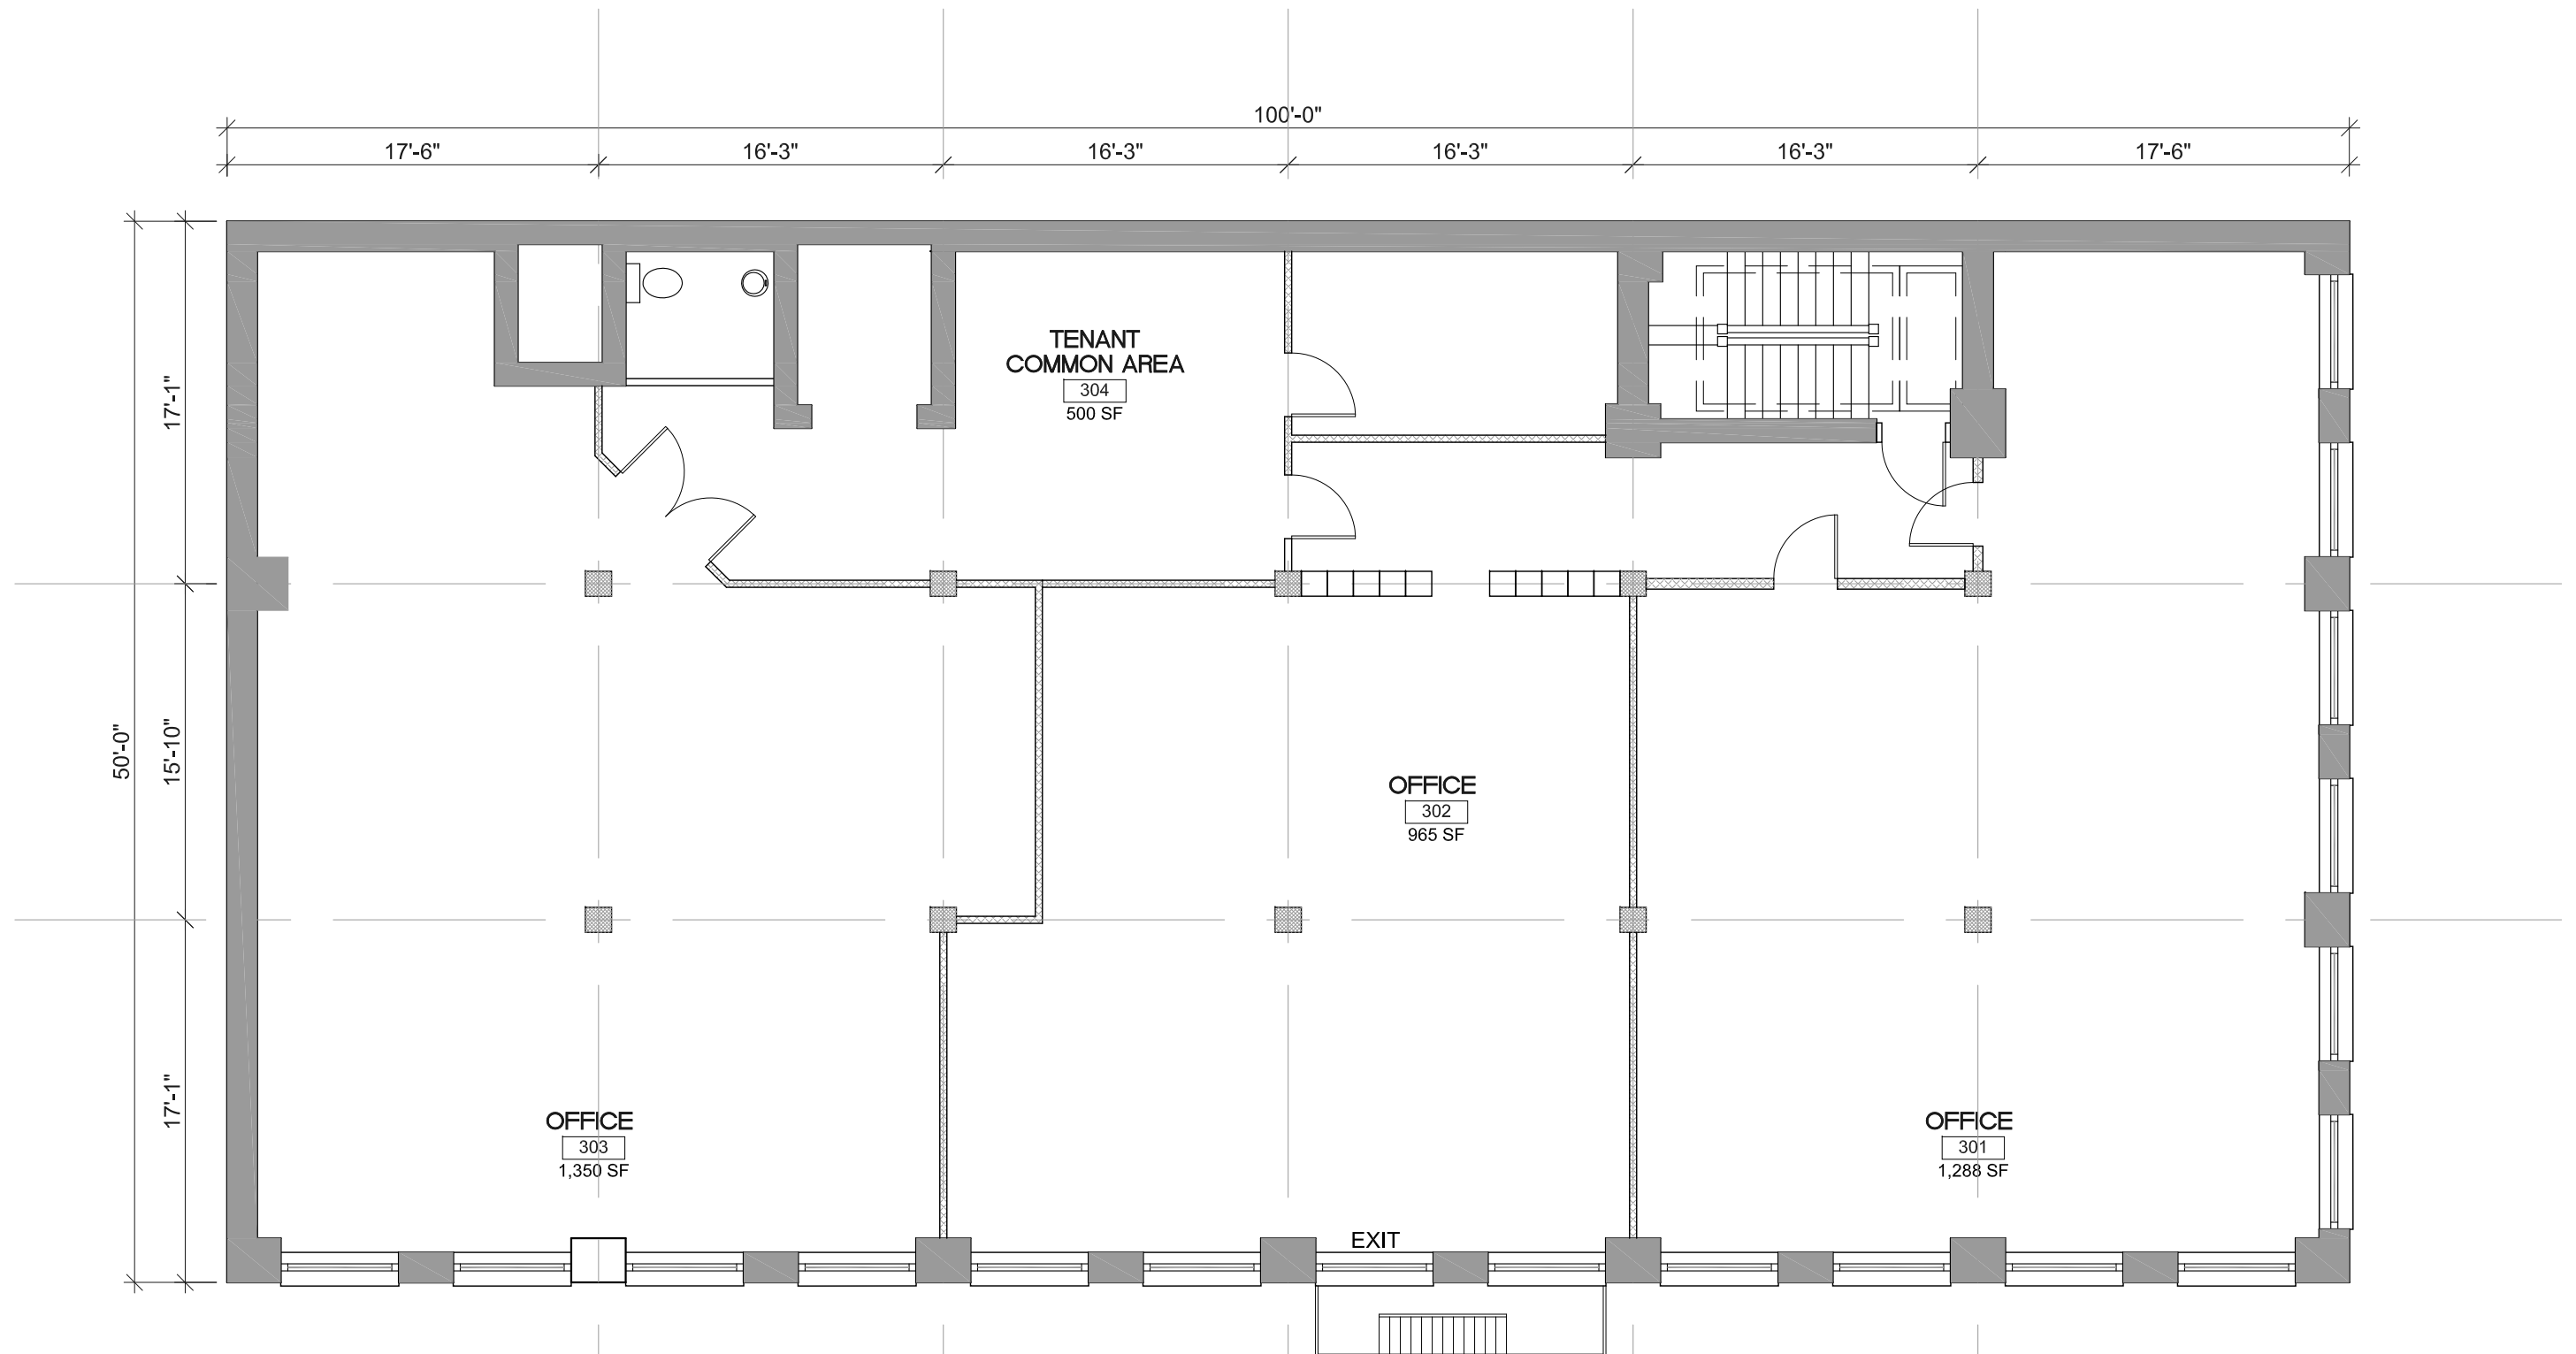 100'-0"
17'-6" 16'-3" 16'-3" 16'-3" 16'-3" 17'-6"
50'-0"
17'-1"
15'-10"
17'-1"
TENANT
COMMON AREA
304
500 SF
OFFICE
302
965 SF
OFFICE
303
1,350 SF
OFFICE
301
1,288 SF
EXIT